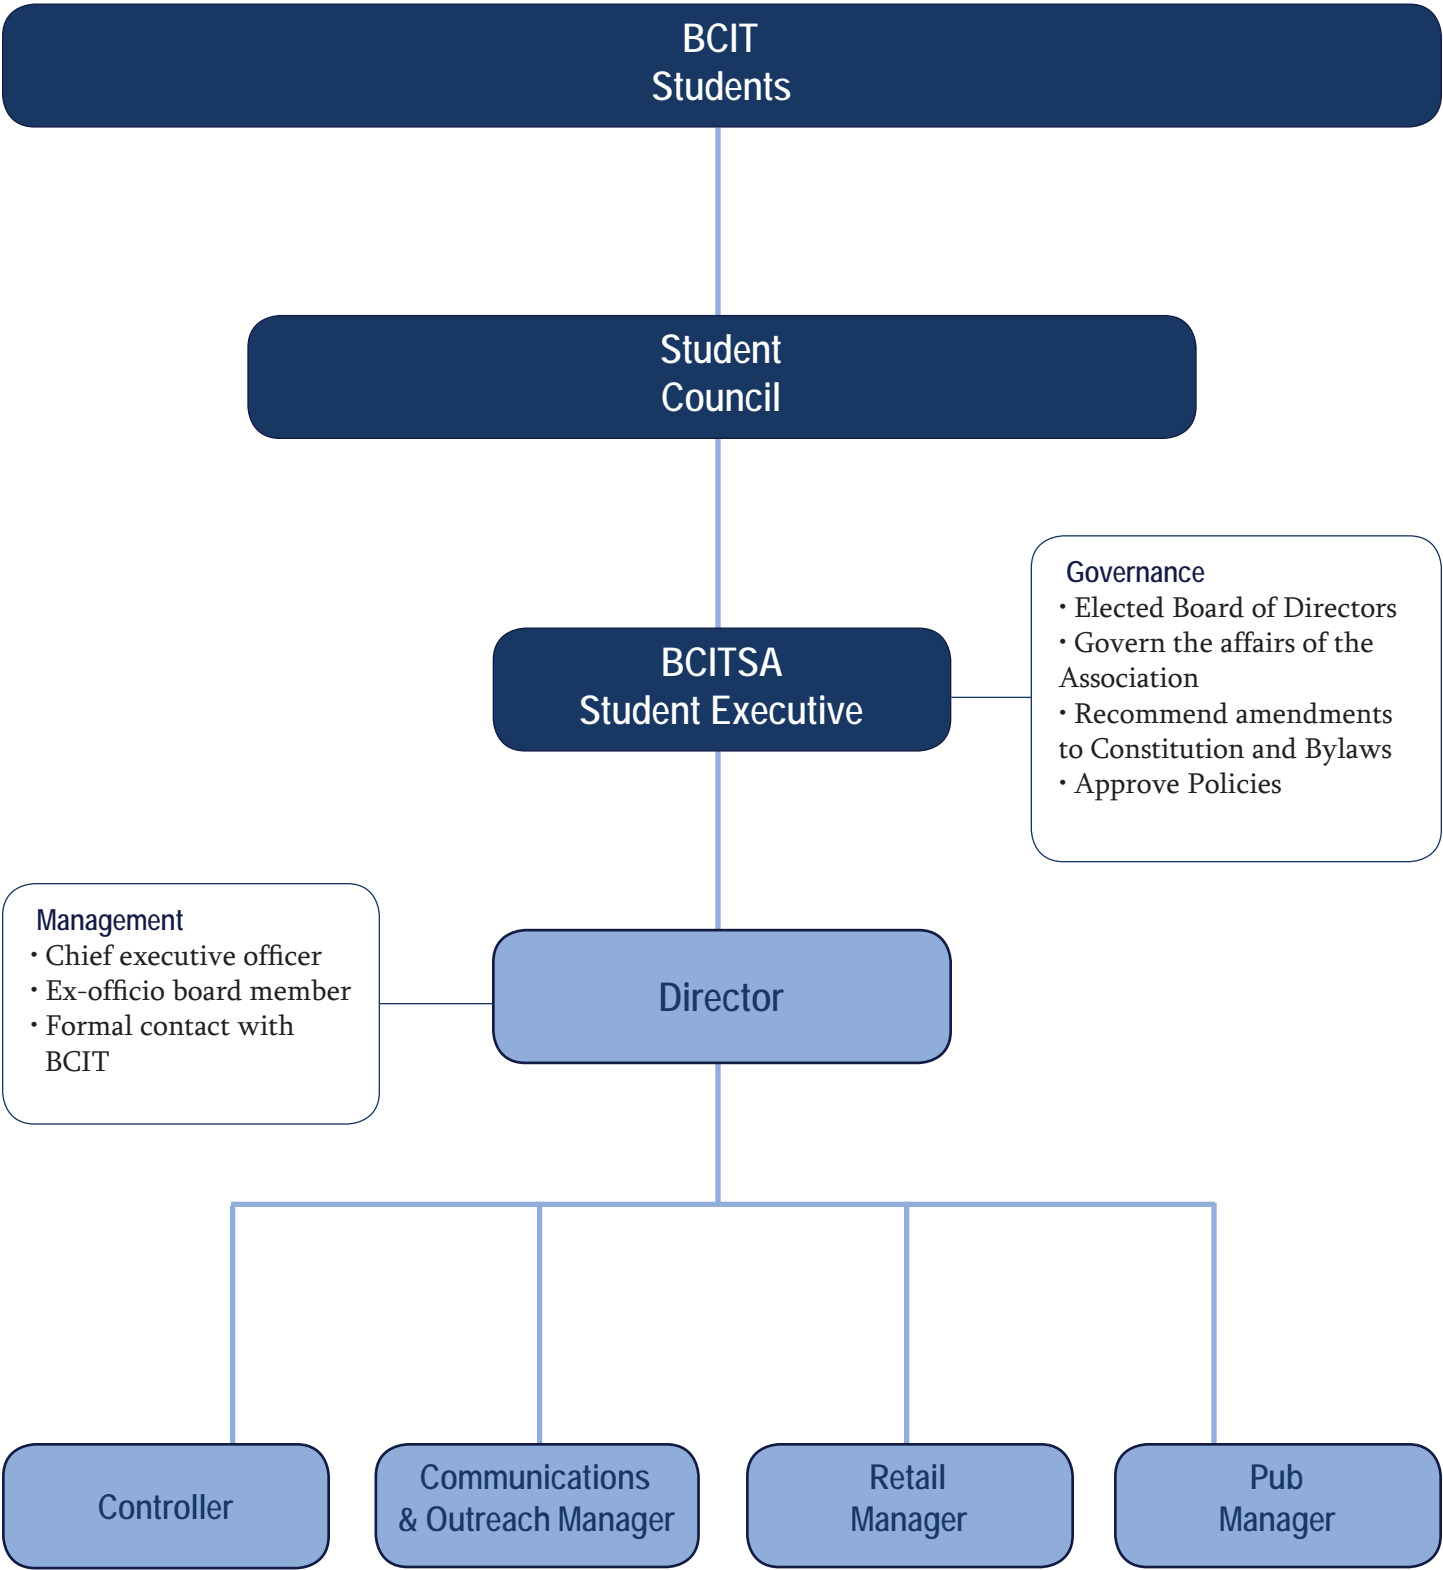 BCIT
Students
Student
Council
Governance
· Elected Board of Directors
· Govern the affairs of the
Association
· Recommend amendments
to Constitution and Bylaws
· Approve Policies
BCITSA
Student Executive
Management
· Chief executive officer
· Ex-officio board member
· Formal contact with
BCIT
Director
Controller
Communications
& Outreach Manager
Retail
Manager
Pub
Manager